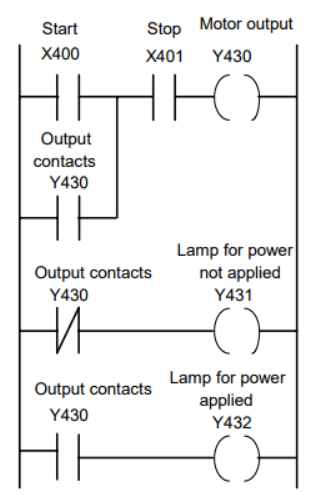 Start
Stop
Motor output
X400
X401
Y430
Output
contacts
Y430
Lamp for power
not applied
Output contacts
Y430
Y431
Lamp for power
applied
Output contacts
Y430
Y432